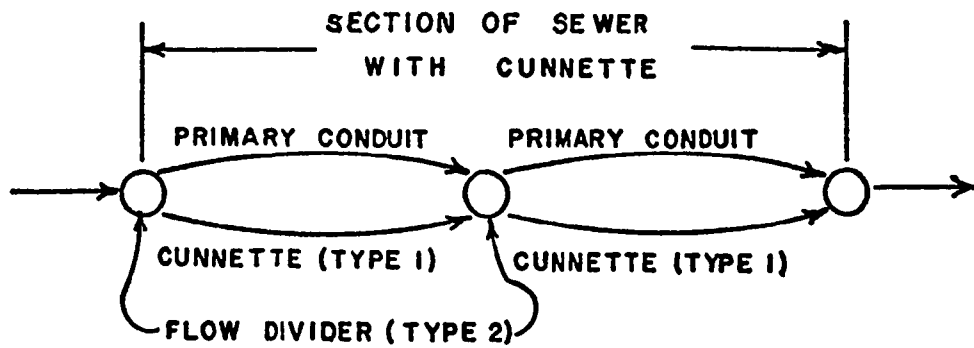 SECTION OF SEWER
WITH CUNNETTE
PRIMARY CONDUIT
PRIMARY CONDUIT
CUNNETTE (TYPE 1)
CUNNETTE (TYPE 1)
FLOW DIVIDER (TYPE 2)